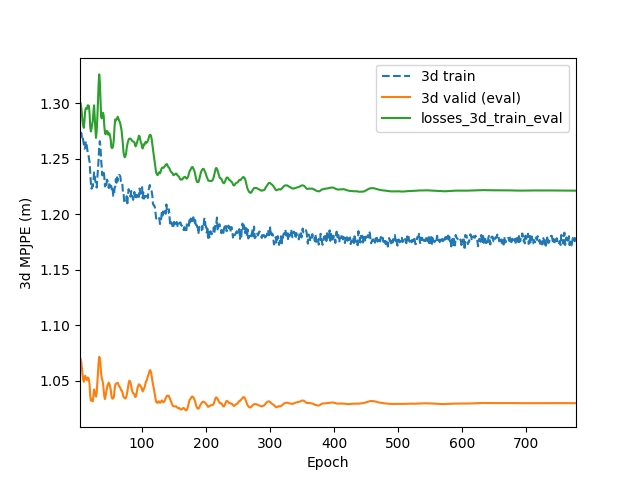 3d train
3d valid (eval)
losses_3d_train_eval
1.30
1.25
1.20
1.15
1.10
1.05
3d MPJPE (m)
100 200 300 400 500 600 700
Epoch